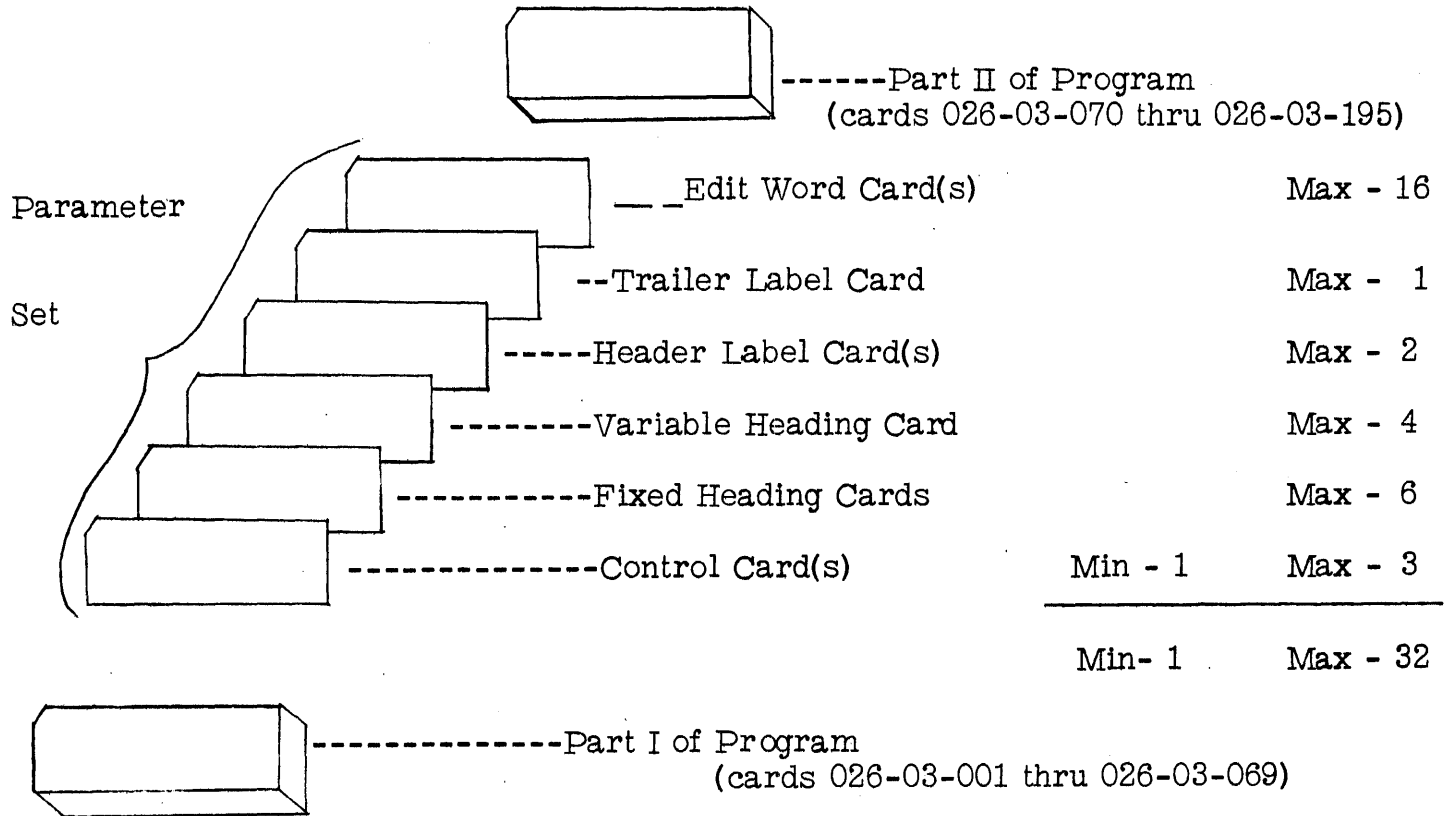 ------Part II of Program
(cards 026-03-070 thru 026-03-195)
Parameter
Set
__ _Edit Word Card(s) Max - 16
--Trailer Label Card Max - 1
-----Header Label Card(s) Max - 2
--------Variable Heading Card Max - 4
-----------Fixed Heading Cards Max - 6
-------------Control Card(s) Min - 1 Max - 3
Min- 1 Max - 32
--------------Part I of Program
(cards 026-03-001 thru 026-03-069)